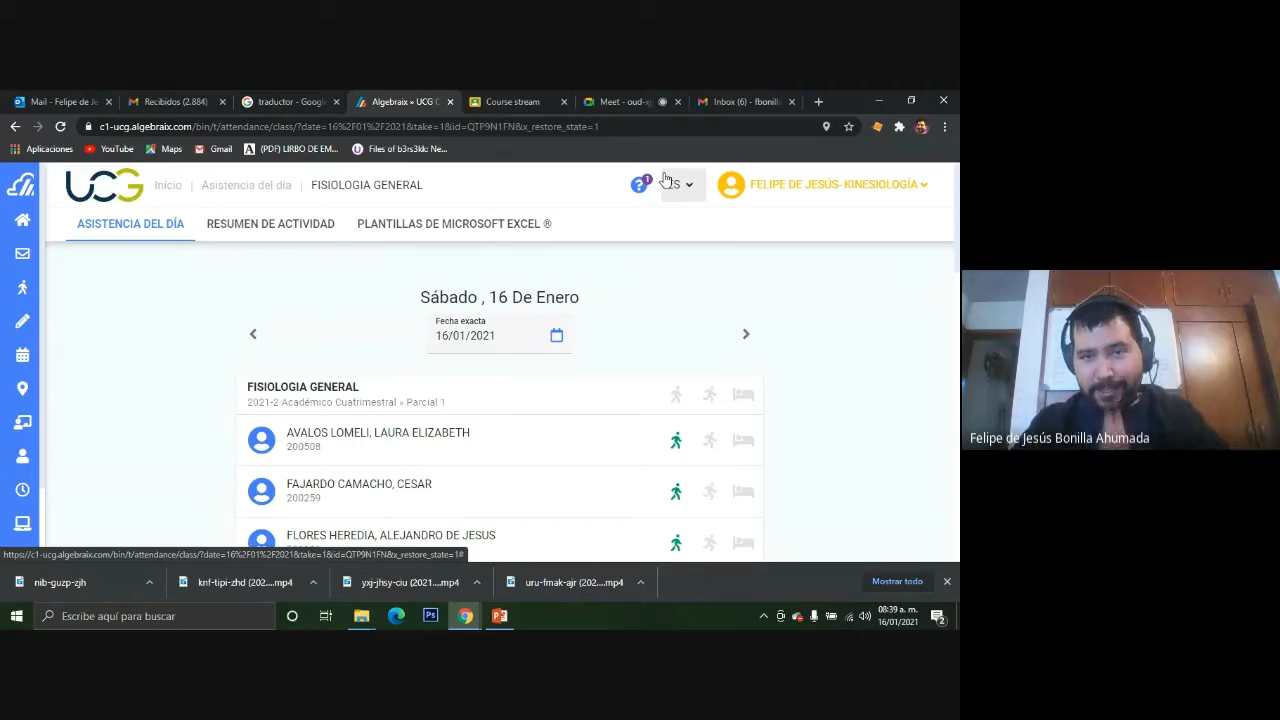 Mail - Felipe de Je
Recibidos (2.884)
traductor - Google
Algebraix » UCG C
Course stream
Meet - oud-xj
Inbox (6) - fbonill
c1-ucg.algebraix.com/bin/t/attendance/class/?date=16%2F01%2F2021&take=1&id=QTP9N1FN&x_restore_state=1
Aplicaciones
YouTube
Maps
Gmail
(PDF) LIRBO DE EM...
Files of b3rs3kk: Ne...
UCG
Inicio
Asistencia del día
FISIOLOGIA GENERAL
1
FELIPE DE JESÚS- KINESIOLOGÍA
ASISTENCIA DEL DÍA
RESUMEN DE ACTIVIDAD
PLANTILLAS DE MICROSOFT EXCEL ®
Sábado , 16 De Enero
Fecha exacta
16/01/2021
FISIOLOGIA GENERAL
2021-2 Académico Cuatrimestral » Parcial 1
AVALOS LOMELI, LAURA ELIZABETH
200508
FAJARDO CAMACHO, CESAR
200259
FLORES HEREDIA, ALEJANDRO DE JESUS
https://c1-ucg.algebraix.com/bin/t/attendance/class/?date=16%2F01%2F2021&take=1&id=QTP9N1FN&x_restore_state=1#
nib-guzp-zjh
knf-tipi-zhd (202....mp4
yxj-jhsy-ciu (2021....mp4
uru-fmak-ajr (202....mp4
Mostrar todo
Escribe aquí para buscar
Ps
08:39 a. m.
16/01/2021
2
Felipe de Jesús Bonilla Ahumada